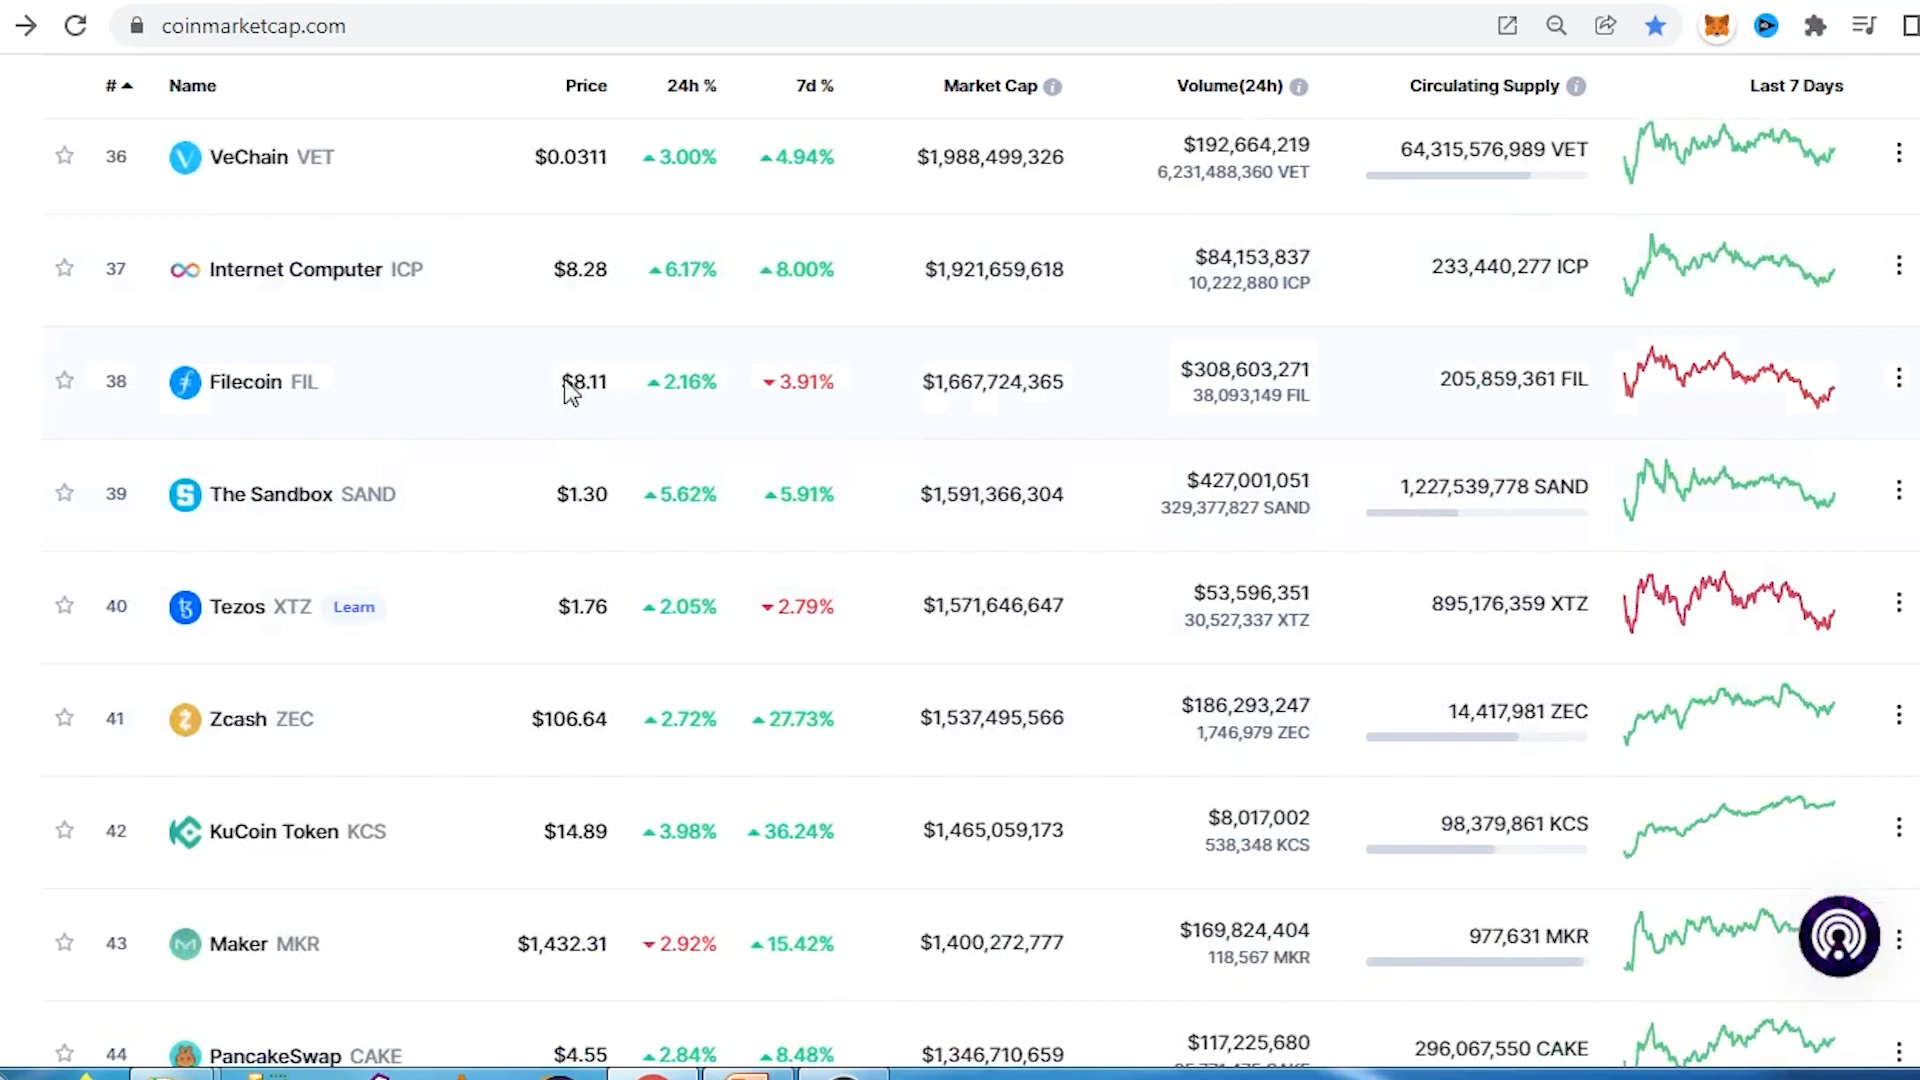 coinmarketcap.com
# Name Price 24h % 7d % Market Cap Volume(24h) Circulating Supply Last 7 Days
36 VeChain VET $0.0311 3.00% 4.94% $1,988,499,326 $192,664,219 64,315,576,989 VET
6,231,488,360 VET
37 Internet Computer ICP $8.28 6.17% 8.00% $1,921,659,618 $84,153,837 233,440,277 ICP
10,222,880 ICP
38 Filecoin FIL $8.11 2.16% 3.91% $1,667,724,365 $308,603,271 205,859,361 FIL
38,093,149 FIL
39 The Sandbox SAND $1.30 5.62% 5.91% $1,591,366,304 $427,001,051 1,227,539,778 SAND
329,377,827 SAND
40 Tezos XTZ Learn $1.76 2.05% 2.79% $1,571,646,647 $53,596,351 895,176,359 XTZ
30,527,337 XTZ
41 Zcash ZEC $106.64 2.72% 27.73% $1,537,495,566 $186,293,247 14,417,981 ZEC
1,746,979 ZEC
42 KuCoin Token KCS $14.89 3.98% 36.24% $1,465,059,173 $8,017,002 98,379,861 KCS
538,348 KCS
43 Maker MKR $1,432.31 2.92% 15.42% $1,400,272,777 $169,824,404 977,631 MKR
118,567 MKR
44 PancakeSwap CAKE $4.55 2.84% 8.48% $1,346,710,659 $117,225,680 296,067,550 CAKE